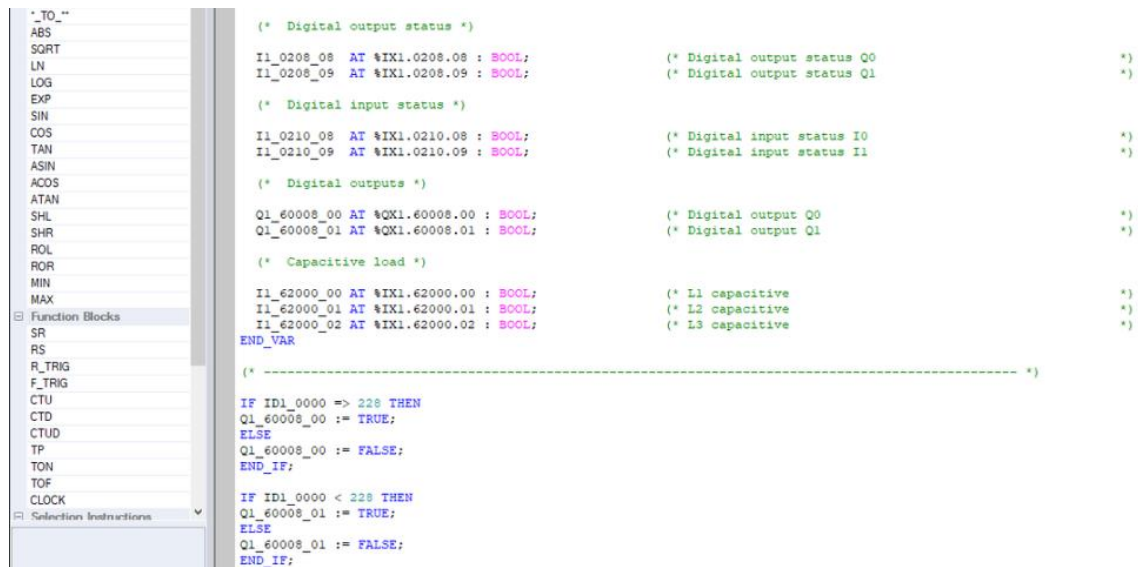 *_TO_**
ABS
SQRT
LN
LOG
EXP
SIN
COS
TAN
ASIN
ACOS
ATAN
SHL
SHR
ROL
ROR
MIN
MAX
Function Blocks
SR
RS
R_TRIG
F_TRIG
CTU
CTD
CTUD
TP
TON
TOF
CLOCK
Selection Instructions
(* Digital output status *)
I1_0208_08 AT %IX1.0208.08 : BOOL; (* Digital output status Q0 *)
I1_0208_09 AT %IX1.0208.09 : BOOL; (* Digital output status Q1 *)
(* Digital input status *)
I1_0210_08 AT %IX1.0210.08 : BOOL; (* Digital input status I0 *)
I1_0210_09 AT %IX1.0210.09 : BOOL; (* Digital input status I1 *)
(* Digital outputs *)
Q1_60008_00 AT %QX1.60008.00 : BOOL; (* Digital output Q0 *)
Q1_60008_01 AT %QX1.60008.01 : BOOL; (* Digital output Q1 *)
(* Capacitive load *)
I1_62000_00 AT %IX1.62000.00 : BOOL; (* L1 capacitive *)
I1_62000_01 AT %IX1.62000.01 : BOOL; (* L2 capacitive *)
I1_62000_02 AT %IX1.62000.02 : BOOL; (* L3 capacitive *)
END_VAR
(* ------------------------------------------------------------------------------------------------ *)
IF ID1_0000 => 228 THEN
Q1_60008_00 := TRUE;
ELSE
Q1_60008_00 := FALSE;
END_IF;
IF ID1_0000 < 228 THEN
Q1_60008_01 := TRUE;
ELSE
Q1_60008_01 := FALSE;
END_IF;